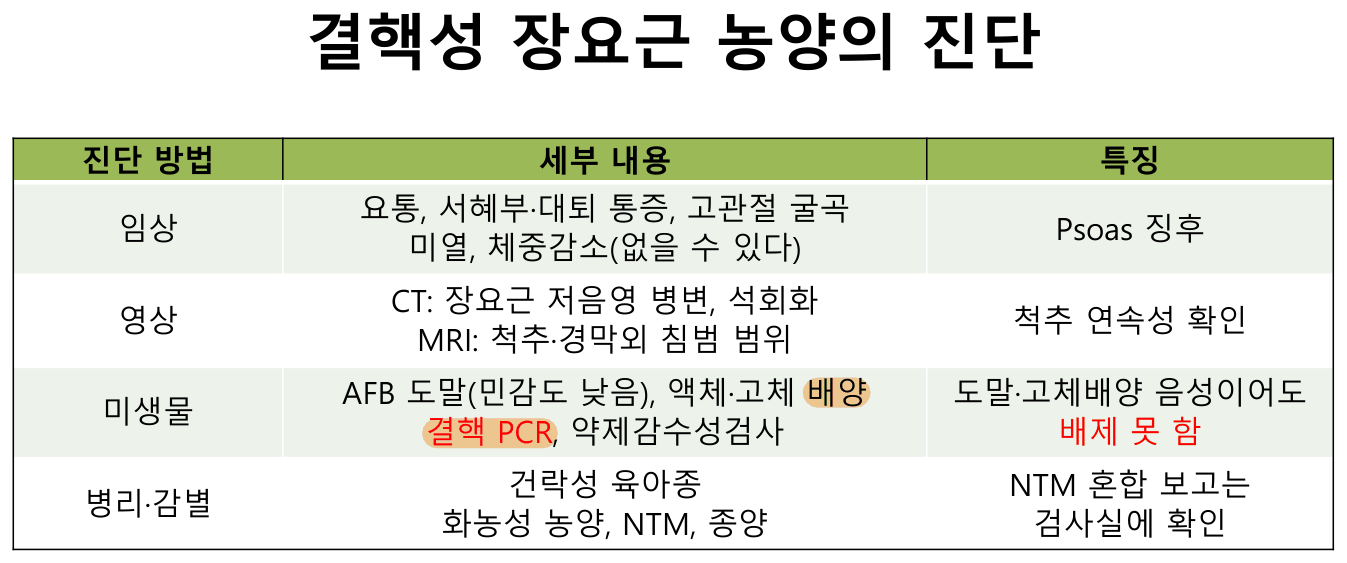 결핵성 장요근 농양의 진단
진단 방법
세부 내용
특징
임상
요통, 서혜부·대퇴 통증, 고관절 굴곡
미열, 체중감소(없을 수 있다)
Psoas 징후
영상
CT: 장요근 저음영 병변, 석회화
MRI: 척추·경막외 침범 범위
척추 연속성 확인
미생물
AFB 도말(민감도 낮음), 액체·고체 배양
결핵 PCR, 약제감수성검사
도말·고체배양 음성이어도
배제 못 함
병리·감별
건락성 육아종
화농성 농양, NTM, 종양
NTM 혼합 보고는
검사실에 확인